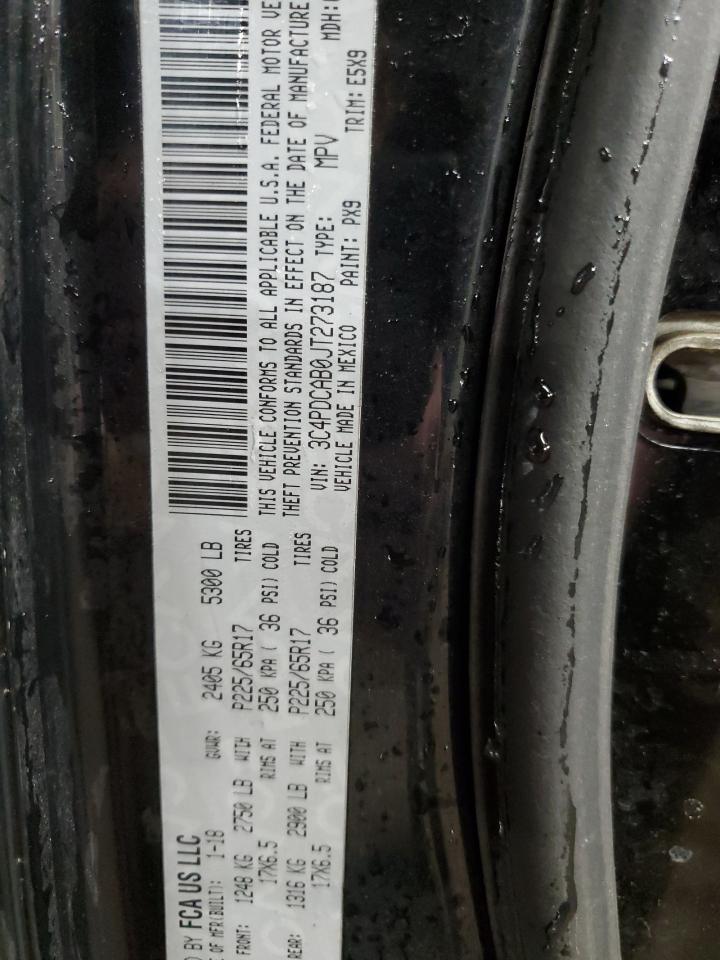 ) BY FCA US LLC
OF MFR(BUILT): 1-18 GVWR: 2405 KG 5300 LB
FRONT: 1248 KG 2750 LB WITH P225/65R17 TIRES
17X6.5 RIMS AT 250 KPA ( 36 PSI) COLD
REAR: 1316 KG 2900 LB WITH P225/65R17 TIRES
17X6.5 RIMS AT 250 KPA ( 36 PSI) COLD
THIS VEHICLE CONFORMS TO ALL APPLICABLE U.S.A. FEDERAL MOTOR VE
THEFT PREVENTION STANDARDS IN EFFECT ON THE DATE OF MANUFACTURE
VIN: 3C4PDCAB0JT273187 TYPE: MPV MDH:
VEHICLE MADE IN MEXICO PAINT: PX9 TRIM: E5X9